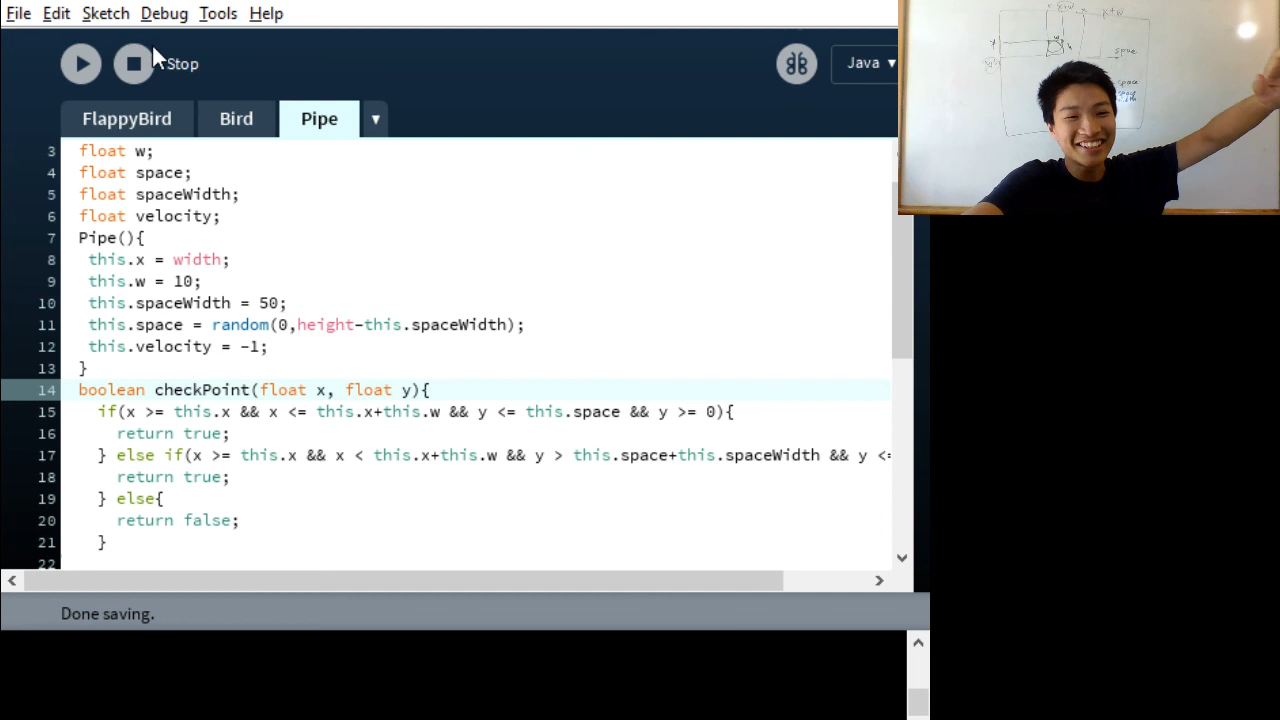 File Edit Sketch Debug Tools Help
Stop
Java ▾
FlappyBird Bird Pipe ▾
3 float w;
4 float space;
5 float spaceWidth;
6 float velocity;
7 Pipe(){
8 this.x = width;
9 this.w = 10;
10 this.spaceWidth = 50;
11 this.space = random(0,height-this.spaceWidth);
12 this.velocity = -1;
13 }
14 boolean checkPoint(float x, float y){
15 if(x >= this.x && x <= this.x+this.w && y <= this.space && y >= 0){
16 return true;
17 } else if(x >= this.x && x < this.x+this.w && y > this.space+this.spaceWidth && y <=
18 return true;
19 } else{
20 return false;
21 }
22
Done saving.
x x+w
space
space